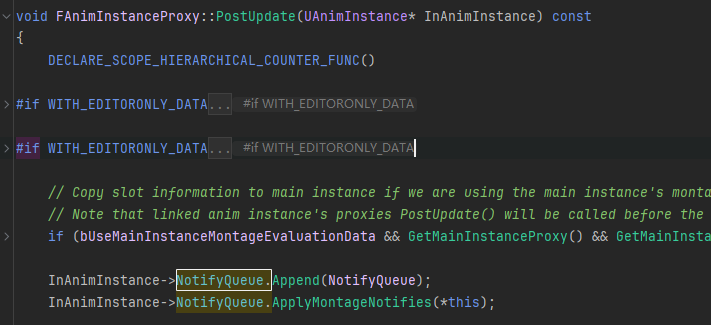 void FAnimInstanceProxy::PostUpdate(UAnimInstance* InAnimInstance) const
{
DECLARE_SCOPE_HIERARCHICAL_COUNTER_FUNC()
#if WITH_EDITORONLY_DATA... #if WITH_EDITORONLY_DATA
#if WITH_EDITORONLY_DATA... #if WITH_EDITORONLY_DATA
// Copy slot information to main instance if we are using the main instance's monta
// Note that linked anim instance's proxies PostUpdate() will be called before the
if (bUseMainInstanceMontageEvaluationData && GetMainInstanceProxy() && GetMainInsta
InAnimInstance->NotifyQueue.Append(NotifyQueue);
InAnimInstance->NotifyQueue.ApplyMontageNotifies(*this);